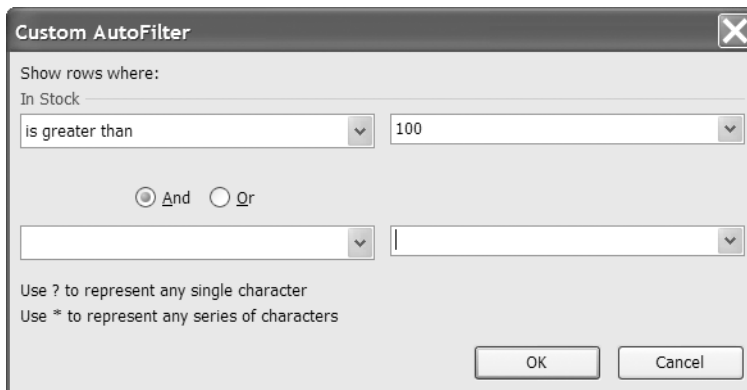 Custom AutoFilter
Show rows where:
In Stock
is greater than 100
And Or
Use ? to represent any single character
Use * to represent any series of characters
OK Cancel